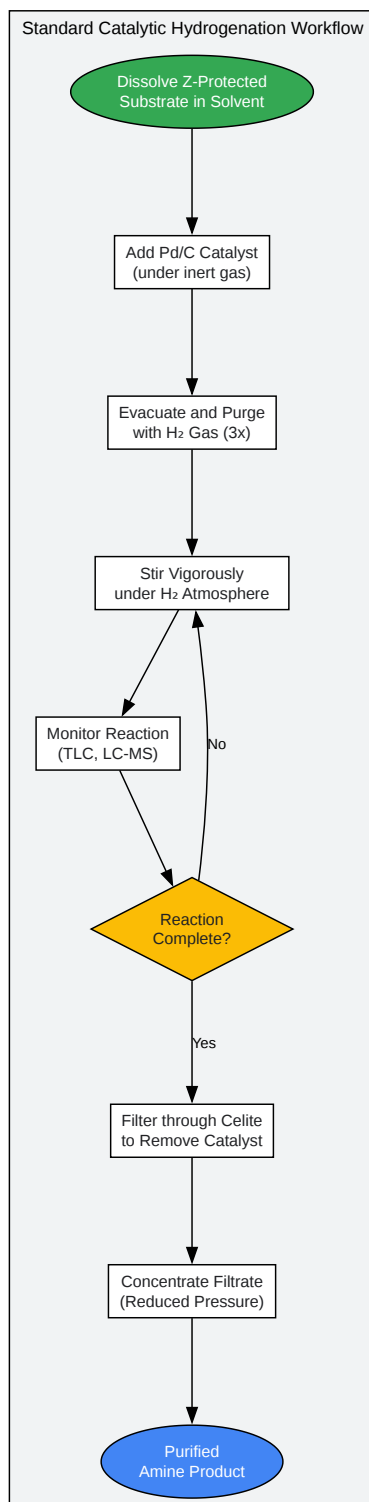 Standard Catalytic Hydrogenation Workflow
Dissolve Z-Protected
Substrate in Solvent
Add Pd/C Catalyst
(under inert gas)
Evacuate and Purge
with H₂ Gas (3x)
Stir Vigorously
under H₂ Atmosphere
Monitor Reaction
(TLC, LC-MS)
No
Reaction
Complete?
Yes
Filter through Celite
to Remove Catalyst
Concentrate Filtrate
(Reduced Pressure)
Purified
Amine Product